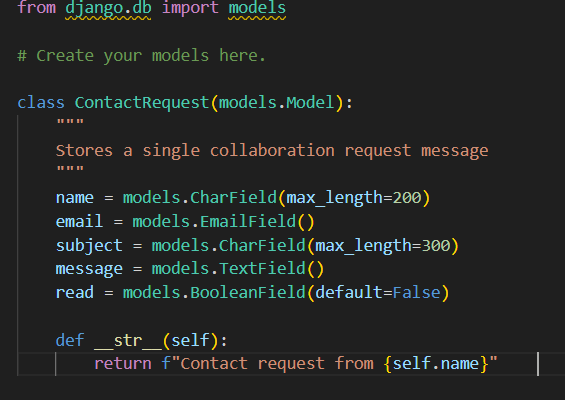 from django.db import models
# Create your models here.
class ContactRequest(models.Model):
    """
    Stores a single collaboration request message
    """
    name = models.CharField(max_length=200)
    email = models.EmailField()
    subject = models.CharField(max_length=300)
    message = models.TextField()
    read = models.BooleanField(default=False)
    def __str__(self):
        return f"Contact request from {self.name}"